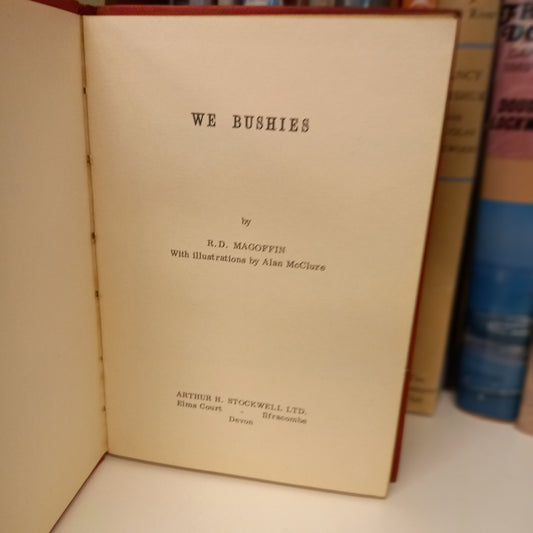 WE BUSHIES
by
R.D. MAGOFFIN
With illustrations by Alan McClure
ARTHUR H. STOCKWELL LTD.
Elms Court - Ilfracombe
Devon